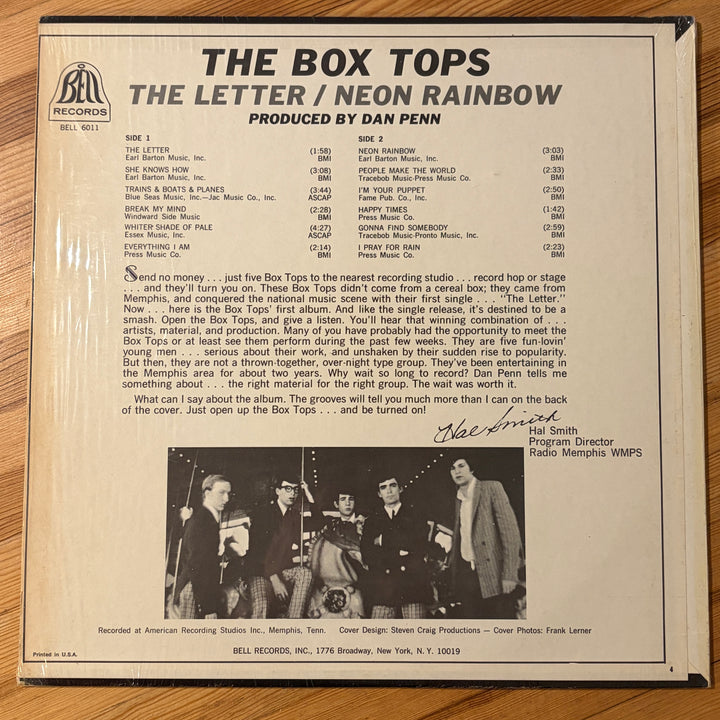 BELL
RECORDS
BELL 6011
THE BOX TOPS
THE LETTER / NEON RAINBOW
PRODUCED BY DAN PENN
SIDE 1
THE LETTER (1:58)
Earl Barton Music, Inc. BMI
SHE KNOWS HOW (3:08)
Earl Barton Music, Inc. BMI
TRAINS & BOATS & PLANES (3:44)
Blue Seas Music, Inc.—Jac Music Co., Inc. ASCAP
BREAK MY MIND (2:28)
Windward Side Music BMI
WHITER SHADE OF PALE (4:27)
Essex Music, Inc. ASCAP
EVERYTHING I AM (2:14)
Press Music Co. BMI
SIDE 2
NEON RAINBOW (3:03)
Earl Barton Music, Inc. BMI
PEOPLE MAKE THE WORLD (2:33)
Tracebob Music-Press Music Co. BMI
I'M YOUR PUPPET (2:50)
Fame Pub. Co., Inc. BMI
HAPPY TIMES (1:42)
Press Music Co. BMI
GONNA FIND SOMEBODY (2:59)
Tracebob Music-Pronto Music, Inc. BMI
I PRAY FOR RAIN (2:23)
Press Music Co. BMI
Send no money . . . just five Box Tops to the nearest recording studio . . . record hop or stage
. . . and they'll turn you on. These Box Tops didn't come from a cereal box; they came from
Memphis, and conquered the national music scene with their first single . . . "The Letter."
Now . . . here is the Box Tops' first album. And like the single release, it's destined to be a
smash. Open the Box Tops, and give a listen. You'll hear that winning combination of . . .
artists, material, and production. Many of you have probably had the opportunity to meet the
Box Tops or at least see them perform during the past few weeks. They are five fun-lovin'
young men . . . serious about their work, and unshaken by their sudden rise to popularity.
But then, they are not a thrown-together, over-night type group. They've been entertaining in
the Memphis area for about two years. Why wait so long to record? Dan Penn tells me
something about . . . the right material for the right group. The wait was worth it.
What can I say about the album. The grooves will tell you much more than I can on the back
of the cover. Just open up the Box Tops . . . and be turned on!
Hal Smith
Hal Smith
Program Director
Radio Memphis WMPS
Recorded at American Recording Studios Inc., Memphis, Tenn. Cover Design: Steven Craig Productions — Cover Photos: Frank Lerner
Printed in U.S.A.
BELL RECORDS, INC., 1776 Broadway, New York, N. Y. 10019
4